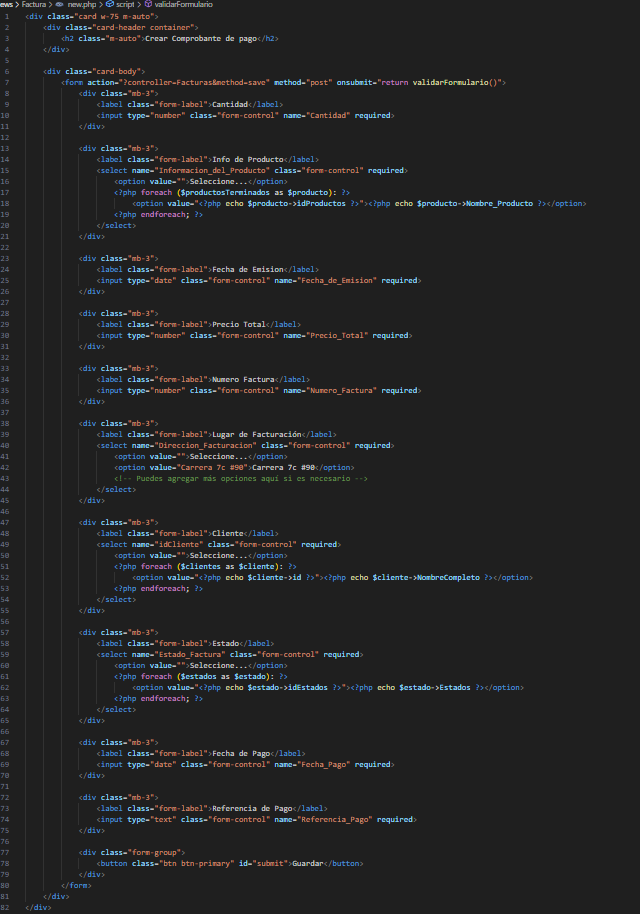 ews > Factura > new.php > script > validarFormulario
1 <div class="card w-75 m-auto">
2 <div class="card-header container">
3 <h2 class="m-auto">Crear Comprobante de pago</h2>
4 </div>
5
6 <div class="card-body">
7 <form action="?controller=Facturas&method=save" method="post" onsubmit="return validarFormulario()">
8 <div class="mb-3">
9 <label class="form-label">Cantidad</label>
10 <input type="number" class="form-control" name="Cantidad" required>
11 </div>
12
13 <div class="mb-3">
14 <label class="form-label">Info de Producto</label>
15 <select name="Informacion_del_Producto" class="form-control" required>
16 <option value="">Seleccione...</option>
17 <?php foreach ($productosTerminados as $producto): ?>
18 <option value="<?php echo $producto->idProductos ?>"><?php echo $producto->Nombre_Producto ?></option>
19 <?php endforeach; ?>
20 </select>
21 </div>
22
23 <div class="mb-3">
24 <label class="form-label">Fecha de Emision</label>
25 <input type="date" class="form-control" name="Fecha_de_Emision" required>
26 </div>
27
28 <div class="mb-3">
29 <label class="form-label">Precio Total</label>
30 <input type="number" class="form-control" name="Precio_Total" required>
31 </div>
32
33 <div class="mb-3">
34 <label class="form-label">Numero Factura</label>
35 <input type="number" class="form-control" name="Numero_Factura" required>
36 </div>
37
38 <div class="mb-3">
39 <label class="form-label">Lugar de Facturación</label>
40 <select name="Direccion_Facturacion" class="form-control" required>
41 <option value="">Seleccione...</option>
42 <option value="Carrera 7c #90">Carrera 7c #90</option>
43 <!-- Puedes agregar más opciones aquí si es necesario -->
44 </select>
45 </div>
46
47 <div class="mb-3">
48 <label class="form-label">Cliente</label>
49 <select name="idCliente" class="form-control" required>
50 <option value="">Seleccione...</option>
51 <?php foreach ($clientes as $cliente): ?>
52 <option value="<?php echo $cliente->id ?>"><?php echo $cliente->NombreCompleto ?></option>
53 <?php endforeach; ?>
54 </select>
55 </div>
56
57 <div class="mb-3">
58 <label class="form-label">Estado</label>
59 <select name="Estado_Factura" class="form-control" required>
60 <option value="">Seleccione...</option>
61 <?php foreach ($estados as $estado): ?>
62 <option value="<?php echo $estado->idEstados ?>"><?php echo $estado->Estados ?></option>
63 <?php endforeach; ?>
64 </select>
65 </div>
66
67 <div class="mb-3">
68 <label class="form-label">Fecha de Pago</label>
69 <input type="date" class="form-control" name="Fecha_Pago" required>
70 </div>
71
72 <div class="mb-3">
73 <label class="form-label">Referencia de Pago</label>
74 <input type="text" class="form-control" name="Referencia_Pago" required>
75 </div>
76
77 <div class="form-group">
78 <button class="btn btn-primary" id="submit">Guardar</button>
79 </div>
80 </form>
81 </div>
82 </div>